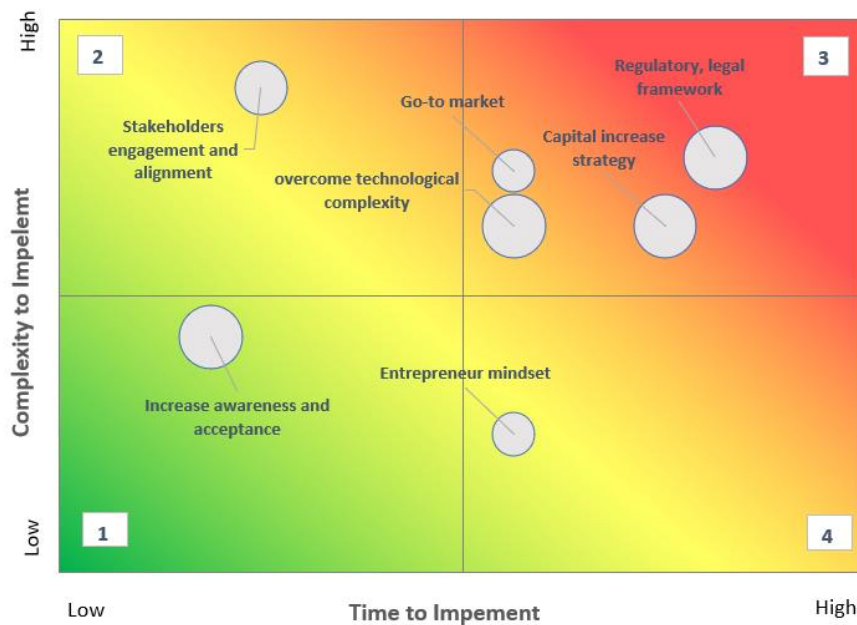 High
2
3
Regulatory, legal
framework
Go-to market
Stakeholders
engagement and
alignment
Capital increase
strategy
overcome technological
complexity
Complexity to Impelemt
Entrepreneur mindset
Increase awareness and
acceptance
1
4
Low
Low
Time to Impement
High